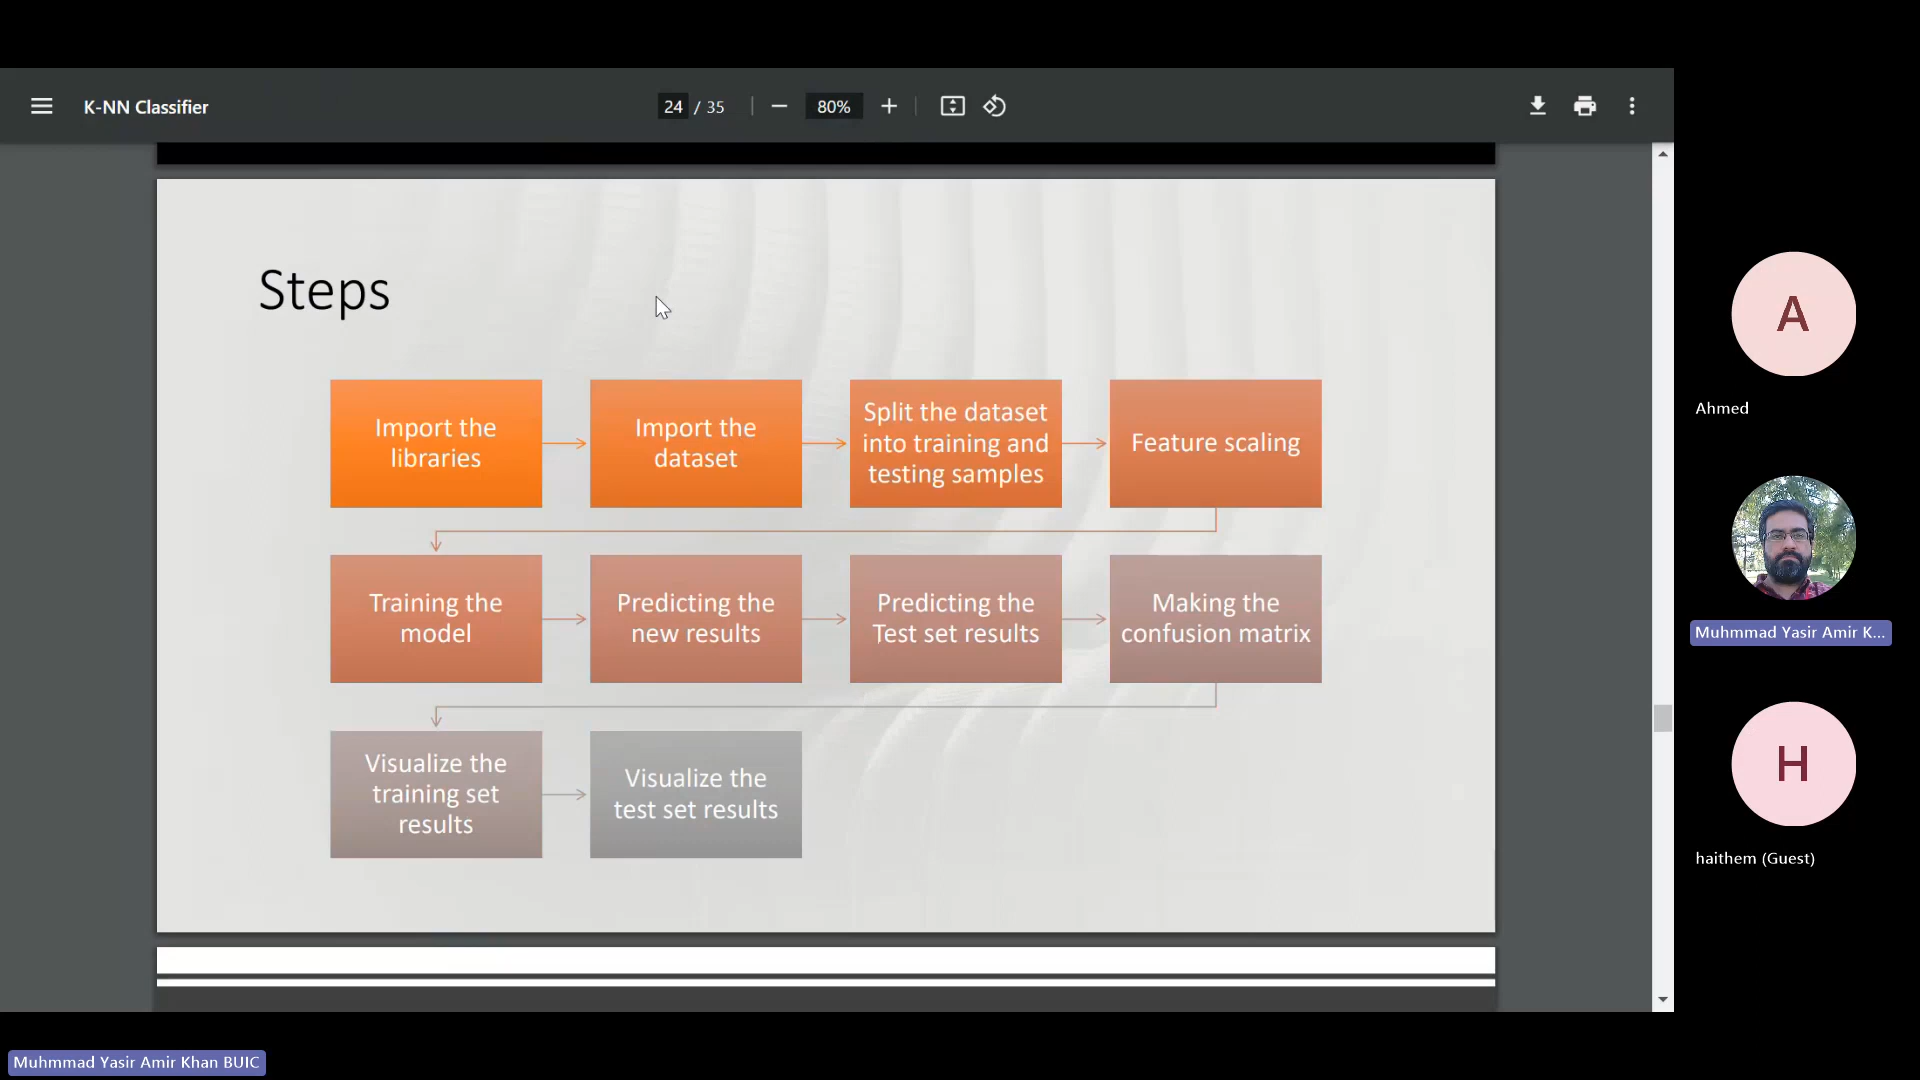 K-NN Classifier
24 / 35
80%
Steps
Import the
libraries
Import the
dataset
Split the dataset
into training and
testing samples
Feature scaling
Training the
model
Predicting the
new results
Predicting the
Test set results
Making the
confusion matrix
Visualize the
training set
results
Visualize the
test set results
A
Ahmed
Muhmmad Yasir Amir K...
H
haithem (Guest)
Muhmmad Yasir Amir Khan BUIC